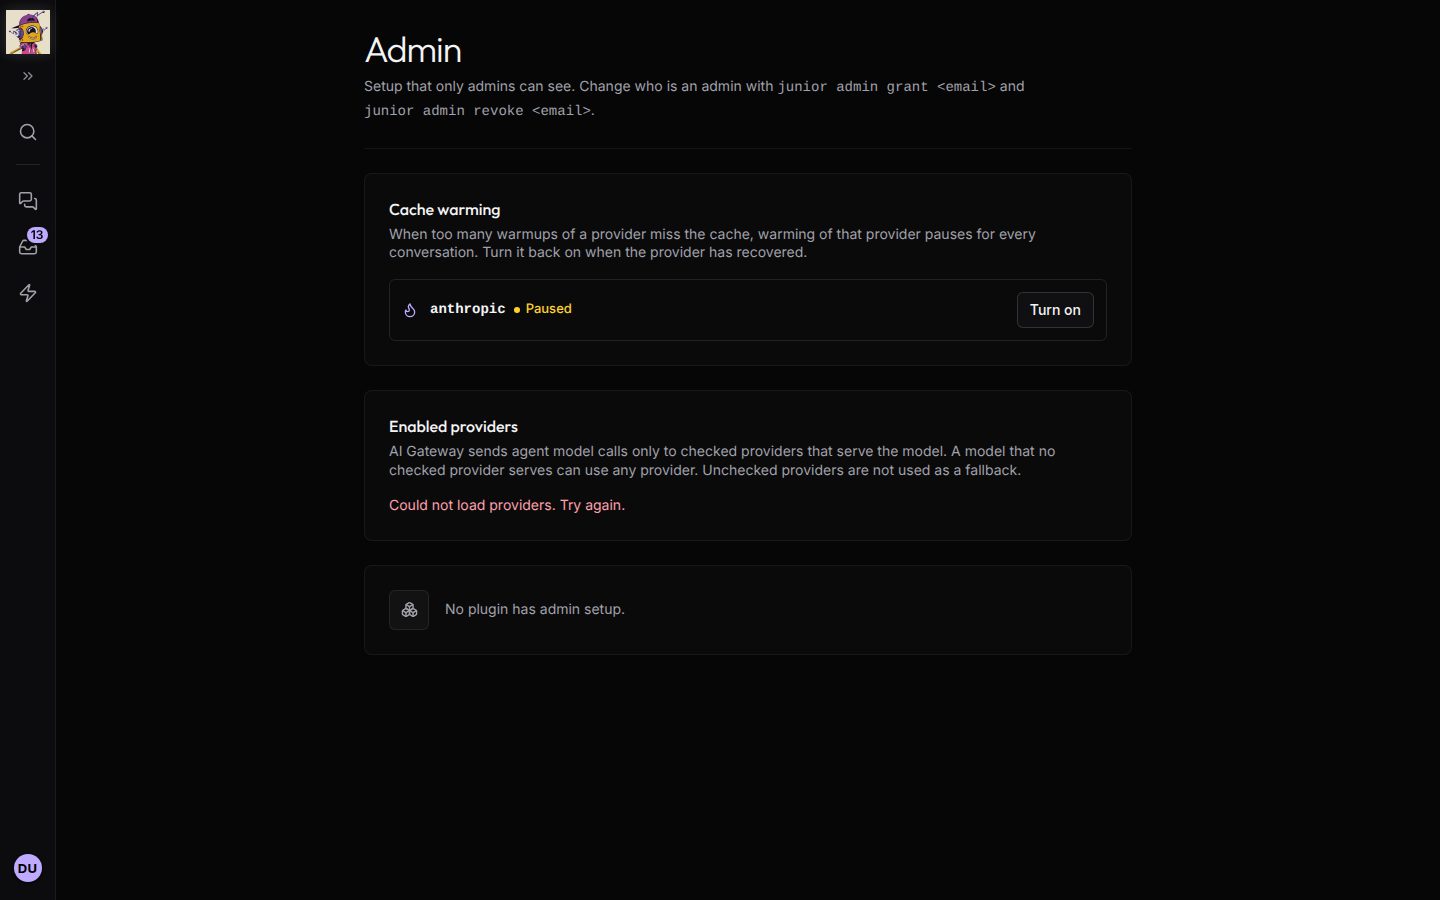 Admin
Setup that only admins can see. Change who is an admin with junior admin grant <email> and
junior admin revoke <email>.
13
Cache warming
When too many warmups of a provider miss the cache, warming of that provider pauses for every
conversation. Turn it back on when the provider has recovered.
anthropic Paused
Turn on
Enabled providers
AI Gateway sends agent model calls only to checked providers that serve the model. A model that no
checked provider serves can use any provider. Unchecked providers are not used as a fallback.
Could not load providers. Try again.
No plugin has admin setup.
DU